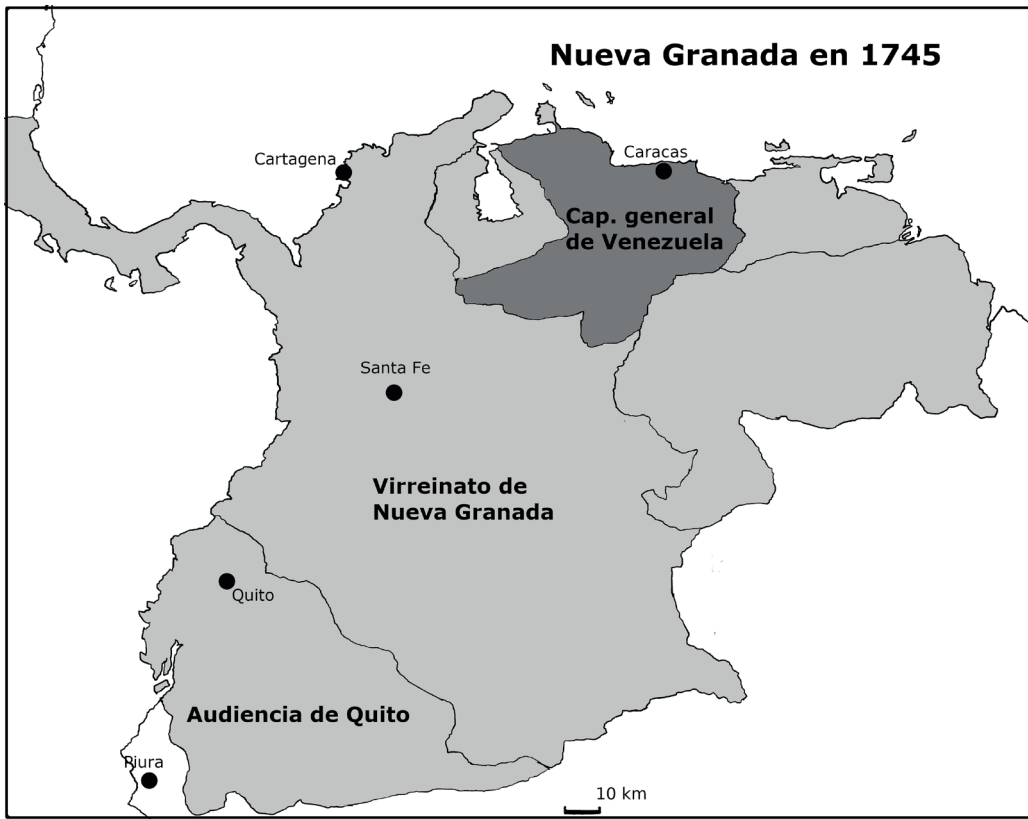 Nueva Granada en 1745
Cartagena
Caracas
Cap. general
de Venezuela
Santa Fe
Virreinato de
Nueva Granada
Quito
Audiencia de Quito
Piura
10 km